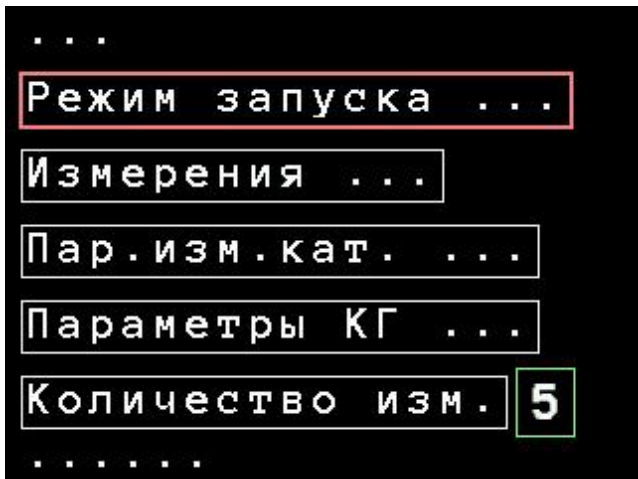 ...
Режим запуска ...
Измерения ...
Пар.изм.кат. ...
Параметры КГ ...
Количество изм. 5
......